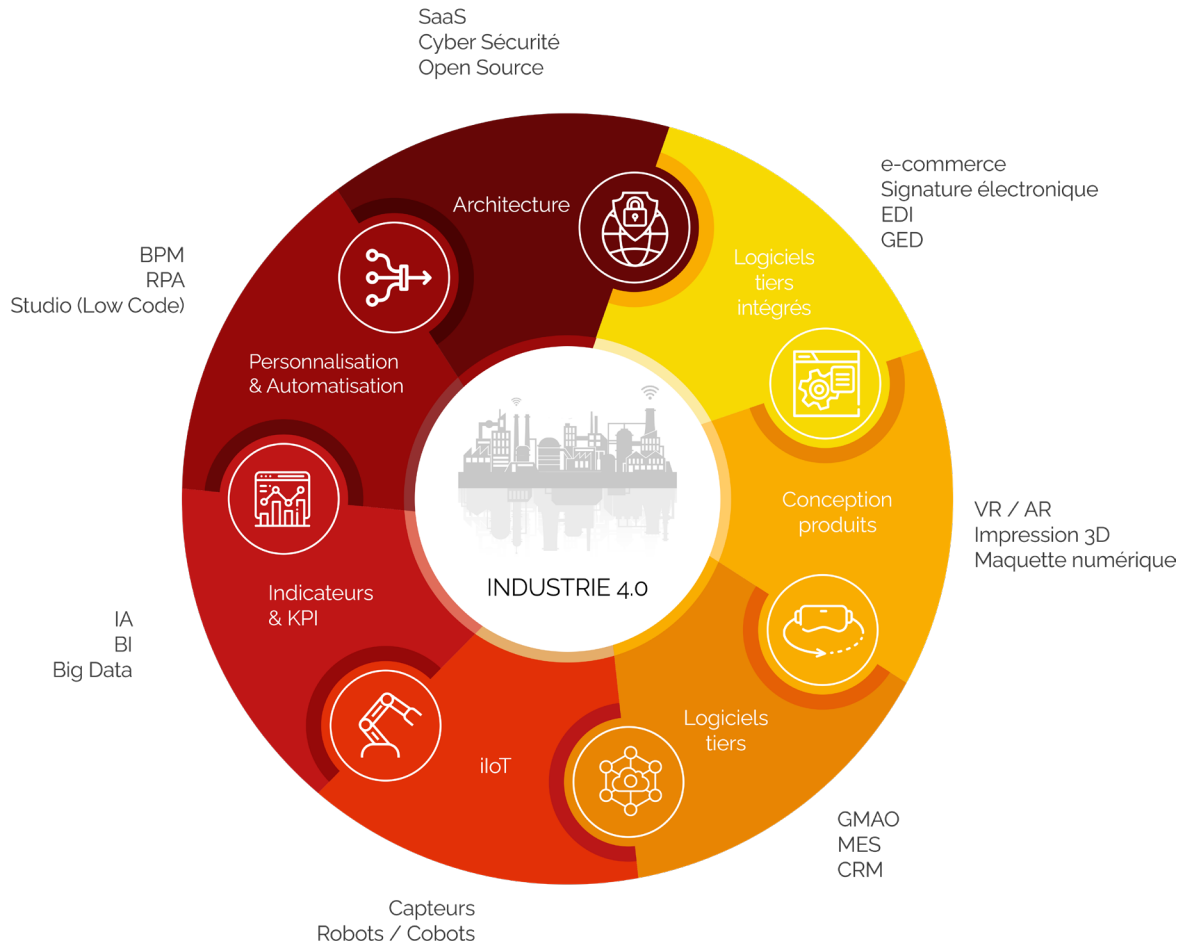 SaaS
Cyber Sécurité
Open Source
Architecture
e-commerce
Signature électronique
EDI
GED
Logiciels
tiers
intégrés
Conception
produits
VR / AR
Impression 3D
Maquette numérique
Logiciels
tiers
GMAO
MES
CRM
iIoT
Capteurs
Robots / Cobots
Indicateurs
& KPI
IA
BI
Big Data
Personnalisation
& Automatisation
BPM
RPA
Studio (Low Code)
INDUSTRIE 4.0